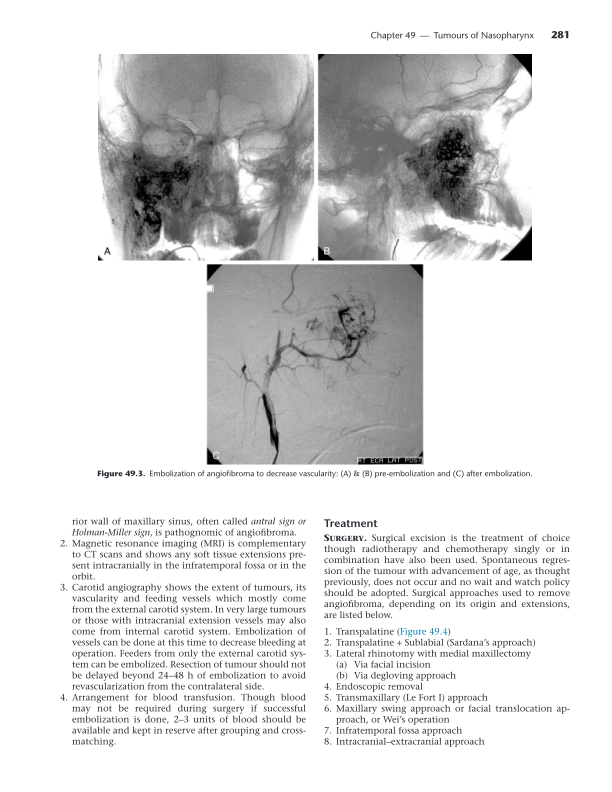 Chapter 49 — Tumours of Nasopharynx 281
A
B
C
RT ECA LAT POST
Figure 49.3. Embolization of angiofibroma to decrease vascularity: (A) & (B) pre-embolization and (C) after embolization.
rior wall of maxillary sinus, often called antral sign or
Holman-Miller sign, is pathognomic of angiofibroma.
2. Magnetic resonance imaging (MRI) is complementary
to CT scans and shows any soft tissue extensions pre-
sent intracranially in the infratemporal fossa or in the
orbit.
3. Carotid angiography shows the extent of tumours, its
vascularity and feeding vessels which mostly come
from the external carotid system. In very large tumours
or those with intracranial extension vessels may also
come from internal carotid system. Embolization of
vessels can be done at this time to decrease bleeding at
operation. Feeders from only the external carotid sys-
tem can be embolized. Resection of tumour should not
be delayed beyond 24–48 h of embolization to avoid
revascularization from the contralateral side.
4. Arrangement for blood transfusion. Though blood
may not be required during surgery if successful
embolization is done, 2–3 units of blood should be
available and kept in reserve after grouping and cross-
matching.
Treatment
SURGERY. Surgical excision is the treatment of choice
though radiotherapy and chemotherapy singly or in
combination have also been used. Spontaneous regres-
sion of the tumour with advancement of age, as thought
previously, does not occur and no wait and watch policy
should be adopted. Surgical approaches used to remove
angiofibroma, depending on its origin and extensions,
are listed below.
1. Transpalatine (Figure 49.4)
2. Transpalatine + Sublabial (Sardana's approach)
3. Lateral rhinotomy with medial maxillectomy
(a) Via facial incision
(b) Via degloving approach
4. Endoscopic removal
5. Transmaxillary (Le Fort I) approach
6. Maxillary swing approach or facial translocation ap-
proach, or Wei's operation
7. Infratemporal fossa approach
8. Intracranial–extracranial approach